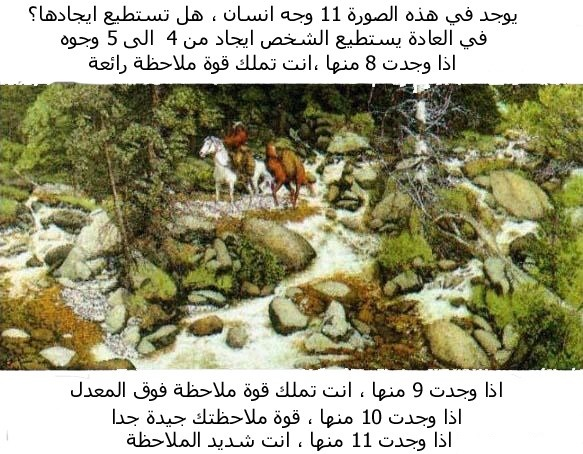 يوجد في هذه الصورة 11 وجه انسان ، هل تستطيع ايجادها؟
في العادة يستطيع الشخص ايجاد من 4 الى 5 وجوه
اذا وجدت 8 منها ،انت تملك قوة ملاحظة رائعة
اذا وجدت 9 منها ، انت تملك قوة ملاحظة فوق المعدل
اذا وجدت 10 منها ، قوة ملاحظتك جيدة جدا
اذا وجدت 11 منها ، انت شديد الملاحظة